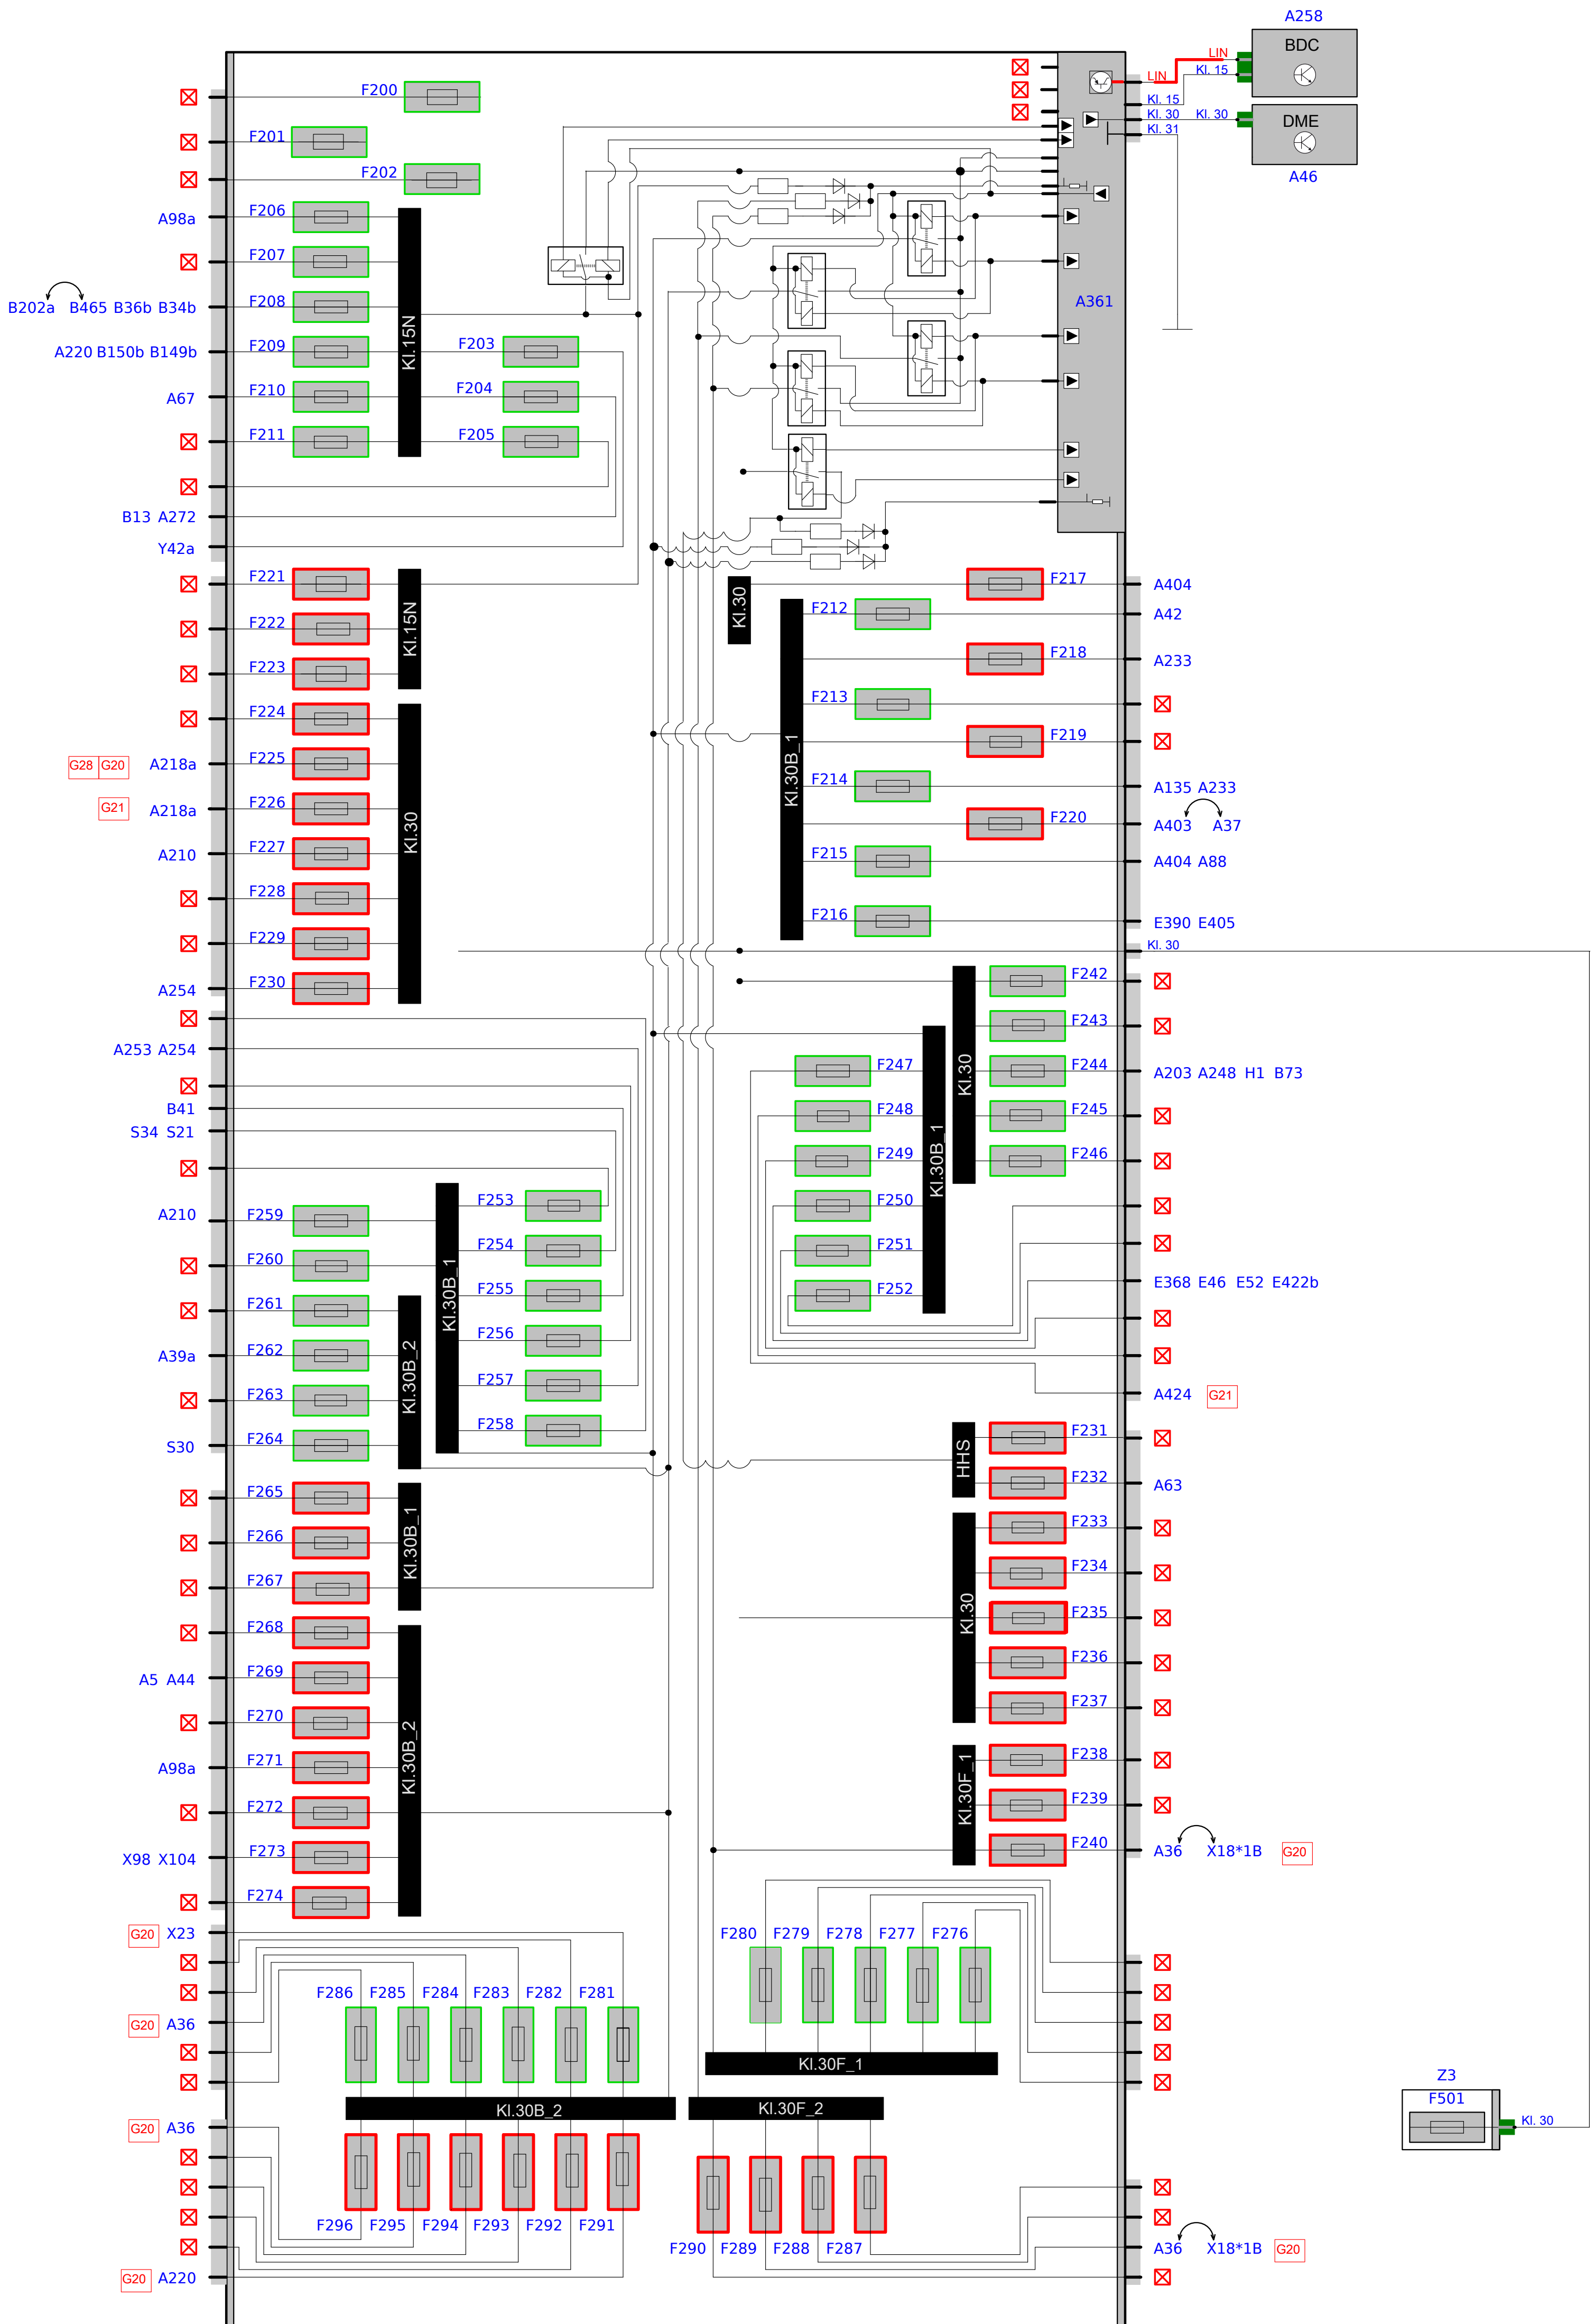 A258
BDC
LIN
Kl. 15
LIN
Kl. 15
Kl. 30 Kl. 30
Kl. 31
DME
A46
A361
F200
F201
F202
A98a F206
F207
B202a B465 B36b B34b F208
Kl.15N
A220 B150b B149b F209 F203
A67 F210 F204
F211 F205
B13 A272
Y42a
F221
F222
Kl.15N
F223
F224
G28 G20 A218a F225
G21 A218a F226
Kl.30
A210 F227
F228
F229
A254 F230
Kl.30
F217 A404
F212 A42
F218 A233
F213
F219
Kl.30B_1
F214 A135 A233
F220 A403 A37
F215 A404 A88
F216 E390 E405
Kl. 30
A253 A254
B41
S34 S21
F242
F243
F247 Kl.30 F244 A203 A248 H1 B73
F248 F245
F249 Kl.30B_1 F246
F250
F251
F252
E368 E46 E52 E422b
A424 G21
A210 F259 F253
F260 F254
F261 Kl.30B_1 F255
A39a F262 Kl.30B_2 F256
F263 F257
S30 F264 F258
F231
HHS
F232 A63
F265
F266 Kl.30B_1
F267
F233
F234
Kl.30
F235
F236
F237
F268
A5 A44 F269
F270
Kl.30B_2
A98a F271
F272
X98 X104 F273
F274
F238
Kl.30F_1
F239
F240 A36 X18*1B G20
G20 X23
G20 A36
F286 F285 F284 F283 F282 F281
F280 F279 F278 F277 F276
Kl.30F_1
Kl.30B_2
Kl.30F_2
G20 A36
F296 F295 F294 F293 F292 F291
F290 F289 F288 F287
A36 X18*1B G20
G20 A220
Z3
F501
Kl. 30